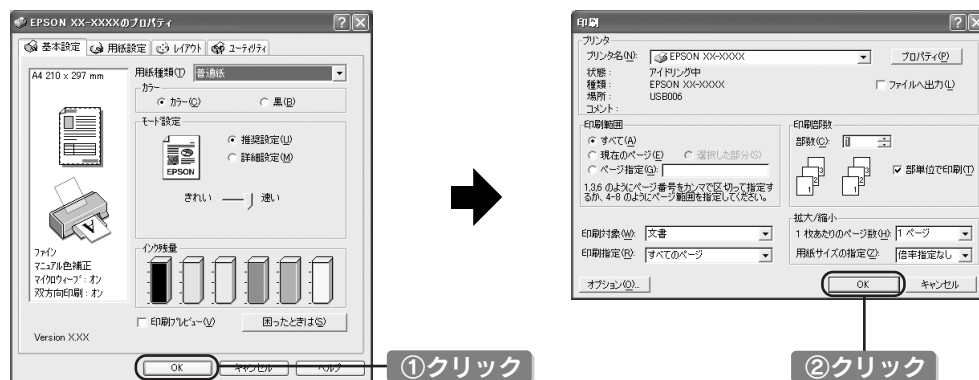 EPSON XX-XXXXのプロパティ
基本設定 用紙設定 レイアウト ユーティリティ
A4 210 x 297 mm
用紙種類(T) 普通紙
カラー
カラー(C) 黒(B)
モード設定
推奨設定(U)
詳細設定(M)
EPSON
きれい 速い
ファイン
マニュアル色補正
マイクロウィーブ：オン
双方向印刷：オン
インク残量
印刷プレビュー(V) 困ったときは(S)
Version X.XX
OK キャンセル ヘルプ
①クリック
印刷
プリンタ
プリンタ名(N): EPSON XX-XXXX プロパティ(P)
状態： アイドリング中
種類： EPSON XX-XXXX ファイルへ出力(L)
場所： USB006
コメント：
印刷範囲
すべて(A)
現在のページ(E) 選択した部分(S)
ページ指定(G):
1,3,6 のようにページ番号をカンマで区切って指定す
るか、4-8 のようにページ範囲を指定してください。
印刷部数
部数(C):
部単位で印刷(T)
1 2 3
1 2 3
印刷対象(W): 文書
印刷指定(R): すべてのページ
拡大/縮小
1 枚あたりのページ数(H): 1 ページ
用紙サイズの指定(Z): 倍率指定なし
オプション(O)... OK キャンセル
②クリック